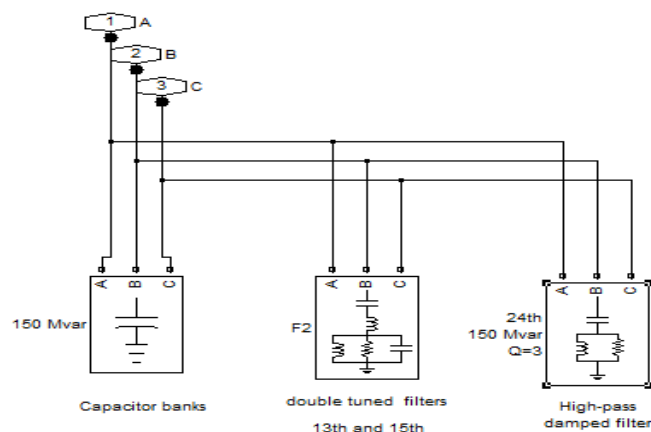 1 A
2 B
3 C
A B C
A B C
A B C
150 Mvar
F2
24th
150 Mvar
Q=3
Capacitor banks
double tuned filters
13th and 15th
High-pass
damped filter